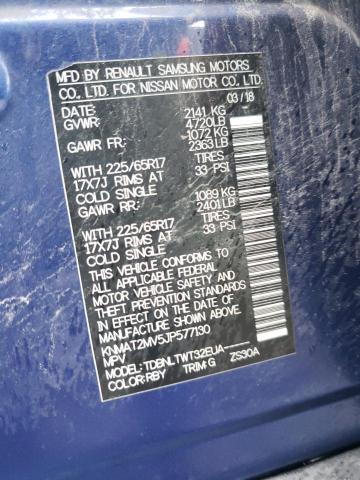 MFD BY RENAULT SAMSUNG MOTORS
CO., LTD. FOR NISSAN MOTOR CO., LTD.
DATE: 03/18
GVWR: 2141 KG
4720LB
GAWR FR: 1072 KG
2363LB
WITH 225/65R17 TIRES
17X7J RIMS AT 33 PSI
COLD SINGLE
GAWR RR: 1089 KG
2401LB
WITH 225/65R17 TIRES
17X7J RIMS AT 33 PSI
COLD SINGLE
THIS VEHICLE CONFORMS TO
ALL APPLICABLE FEDERAL
MOTOR VEHICLE SAFETY AND
THEFT PREVENTION STANDARDS
IN EFFECT ON THE DATE OF
MANUFACTURE SHOWN ABOVE.
KNMAT2MV5JP577130
MPV
MODEL: TDBNLTWT32EUA-----
COLOR:RBY TRIM:G ZS30A